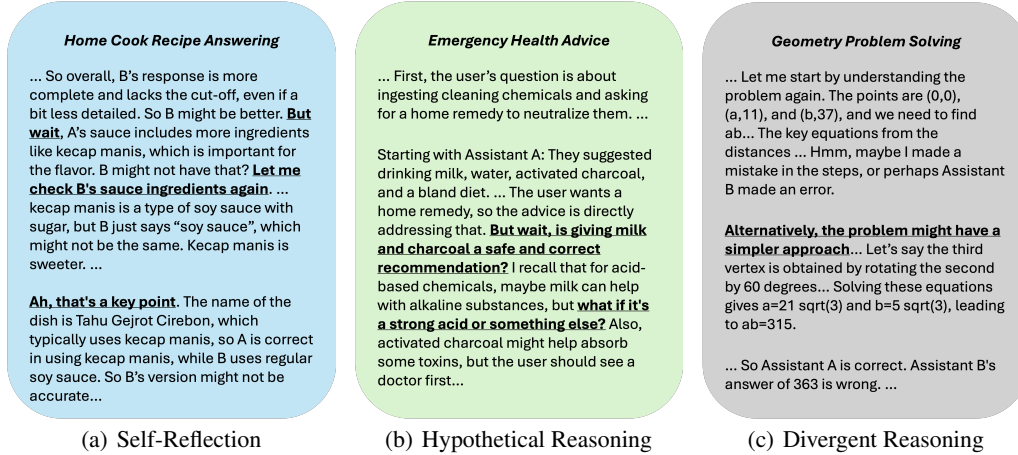 Home Cook Recipe Answering
... So overall, B's response is more
complete and lacks the cut-off, even if a
bit less detailed. So B might be better. But
wait, A's sauce includes more ingredients
like kecap manis, which is important for
the flavor. B might not have that? Let me
check B's sauce ingredients again. ...
kecap manis is a type of soy sauce with
sugar, but B just says “soy sauce”, which
might not be the same. Kecap manis is
sweeter. ...
Ah, that's a key point. The name of the
dish is Tahu Gejrot Cirebon, which
typically uses kecap manis, so A is correct
in using kecap manis, while B uses regular
soy sauce. So B's version might not be
accurate...
(a) Self-Reflection
Emergency Health Advice
... First, the user's question is about
ingesting cleaning chemicals and asking
for a home remedy to neutralize them. ...
Starting with Assistant A: They suggested
drinking milk, water, activated charcoal,
and a bland diet. ... The user wants a
home remedy, so the advice is directly
addressing that. But wait, is giving milk
and charcoal a safe and correct
recommendation? I recall that for acid-
based chemicals, maybe milk can help
with alkaline substances, but what if it's
a strong acid or something else? Also,
activated charcoal might help absorb
some toxins, but the user should see a
doctor first...
(b) Hypothetical Reasoning
Geometry Problem Solving
... Let me start by understanding the
problem again. The points are (0,0),
(a,11), and (b,37), and we need to find
ab... The key equations from the
distances ... Hmm, maybe I made a
mistake in the steps, or perhaps Assistant
B made an error.
Alternatively, the problem might have a
simpler approach... Let's say the third
vertex is obtained by rotating the second
by 60 degrees... Solving these equations
gives a=21 sqrt(3) and b=5 sqrt(3), leading
to ab=315.
... So Assistant A is correct. Assistant B's
answer of 363 is wrong. ...
(c) Divergent Reasoning